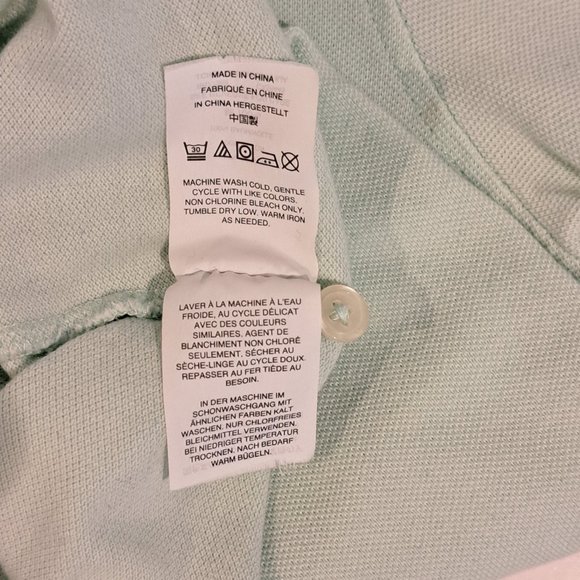 MADE IN CHINA
FABRIQUÉ EN CHINE
IN CHINA HERGESTELLT
中国製
30
MACHINE WASH COLD, GENTLE
CYCLE WITH LIKE COLORS.
NON CHLORINE BLEACH ONLY.
TUMBLE DRY LOW. WARM IRON
AS NEEDED.
LAVER À LA MACHINE À L'EAU
FROIDE, AU CYCLE DÉLICAT
AVEC DES COULEURS
SIMILAIRES. AGENT DE
BLANCHIMENT NON CHLORÉ
SEULEMENT. SÉCHER AU
SÈCHE-LINGE AU CYCLE DOUX.
REPASSER AU FER TIÈDE AU
BESOIN.
IN DER MASCHINE IM
SCHONWASCHGANG MIT
ÄHNLICHEN FARBEN KALT
WASCHEN. NUR CHLORFREIES
BLEICHMITTEL VERWENDEN.
BEI NIEDRIGER TEMPERATUR
TROCKNEN. NACH BEDARF
WARM BÜGELN.